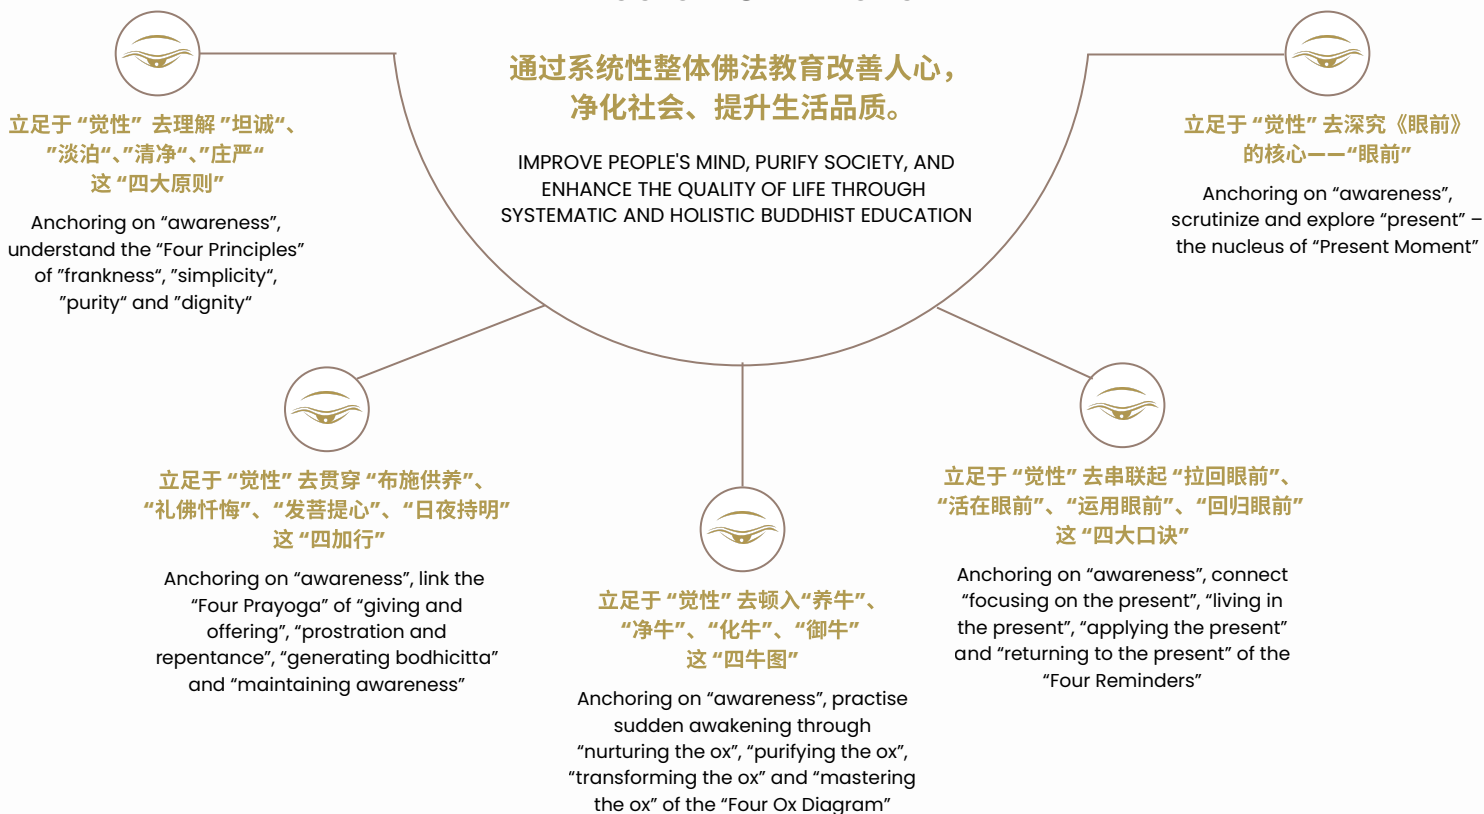 通过系统性整体佛法教育改善人心，
净化社会、提升生活品质。
IMPROVE PEOPLE'S MIND, PURIFY SOCIETY, AND
ENHANCE THE QUALITY OF LIFE THROUGH
SYSTEMATIC AND HOLISTIC BUDDHIST EDUCATION
立足于 “觉性” 去理解 ”坦诚“、
”淡泊“、”清净“、”庄严“
这 “四大原则”
Anchoring on “awareness”,
understand the “Four Principles”
of ”frankness“, ”simplicity“,
”purity“ and ”dignity“
立足于 “觉性” 去贯穿 “布施供养”、
“礼佛忏悔”、“发菩提心”、“日夜持明”
这 “四加行”
Anchoring on “awareness”, link the
“Four Prayoga” of “giving and
offering”, “prostration and
repentance”, “generating bodhicitta”
and “maintaining awareness”
立足于 “觉性” 去顿入“养牛”、
“净牛”、“化牛”、“御牛”
这 “四牛图”
Anchoring on “awareness”, practise
sudden awakening through
“nurturing the ox”, “purifying the ox”,
“transforming the ox” and “mastering
the ox” of the “Four Ox Diagram”
立足于 “觉性” 去串联起 “拉回眼前”、
“活在眼前”、“运用眼前”、“回归眼前”
这 “四大口诀”
Anchoring on “awareness”, connect
“focusing on the present”, “living in
the present”, “applying the present”
and “returning to the present” of the
“Four Reminders”
立足于 “觉性” 去深究《眼前》
的核心——“眼前”
Anchoring on “awareness”,
scrutinize and explore “present” –
the nucleus of “Present Moment”